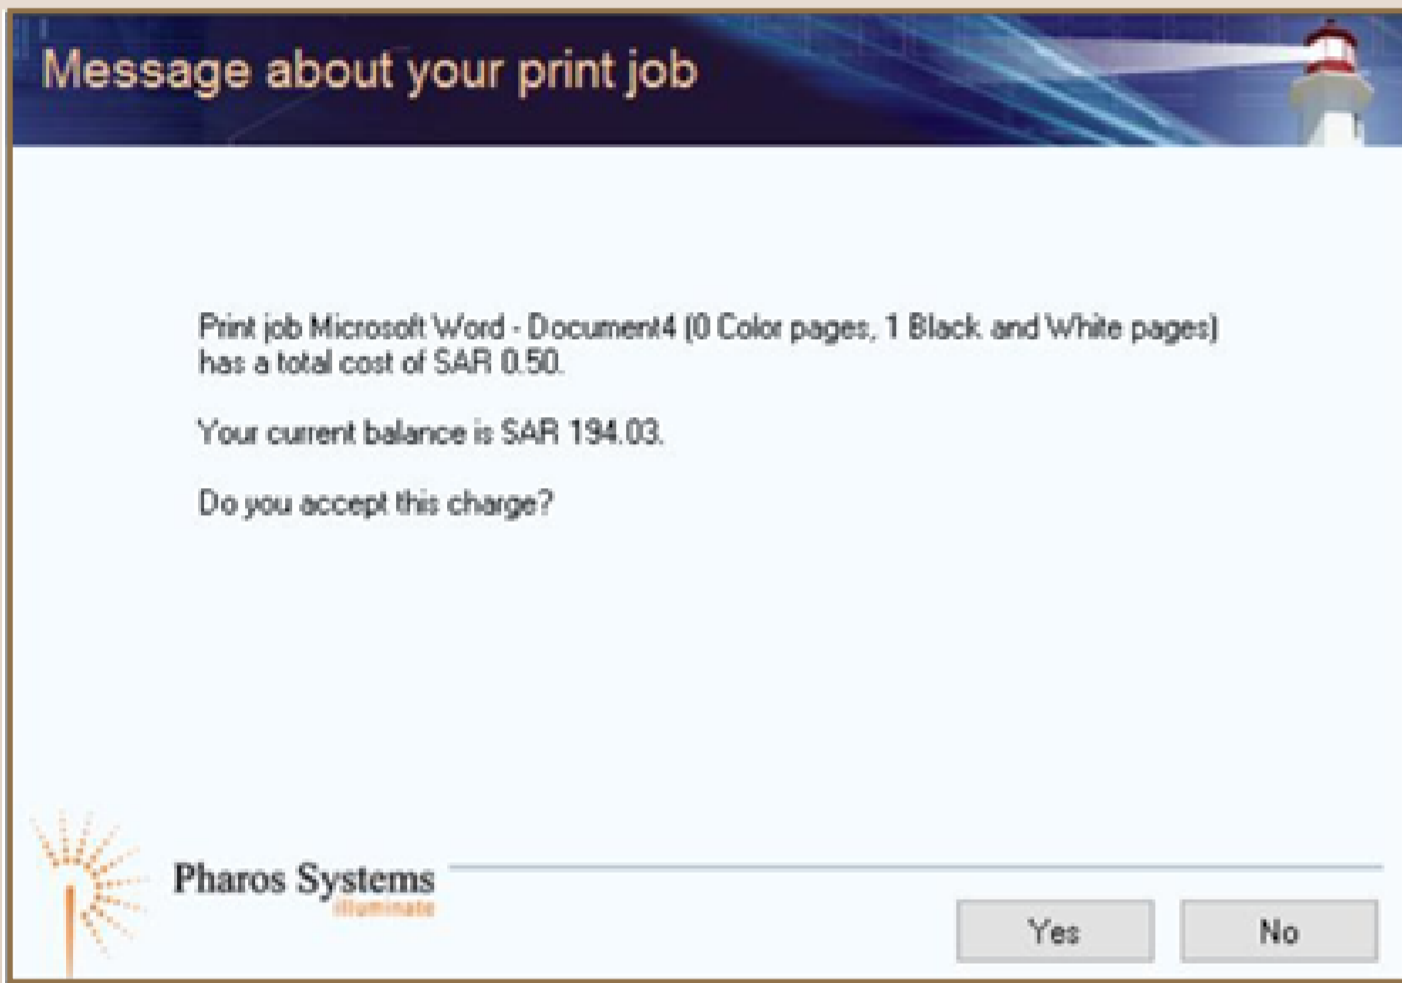 Message about your print job
Print job Microsoft Word - Document4 (0 Color pages, 1 Black and White pages)
has a total cost of SAR 0.50.
Your current balance is SAR 194.03.
Do you accept this charge?
Pharos Systems
illuminate
Yes
No